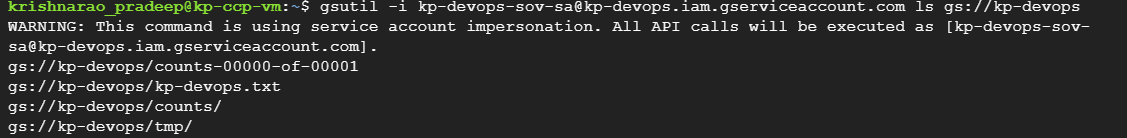 krishnarao_pradeep@kp-ccp-vm:~$ gsutil -i kp-devops-sov-sa@kp-devops.iam.gserviceaccount.com ls gs://kp-devops
WARNING: This command is using service account impersonation. All API calls will be executed as [kp-devops-sov-
sa@kp-devops.iam.gserviceaccount.com].
gs://kp-devops/counts-00000-of-00001
gs://kp-devops/kp-devops.txt
gs://kp-devops/counts/
gs://kp-devops/tmp/